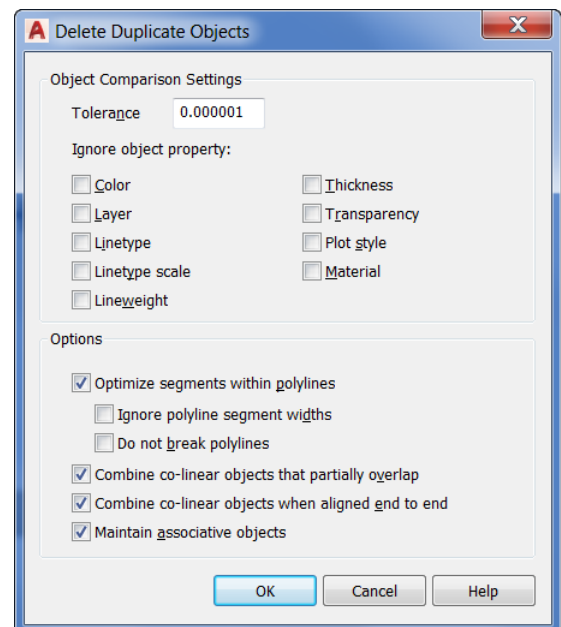 A Delete Duplicate Objects
Object Comparison Settings
Tolerance 0.000001
Ignore object property:
Color
Thickness
Layer
Transparency
Linetype
Plot style
Linetype scale
Material
Lineweight
Options
Optimize segments within polylines
Ignore polyline segment widths
Do not break polylines
Combine co-linear objects that partially overlap
Combine co-linear objects when aligned end to end
Maintain associative objects
OK Cancel Help